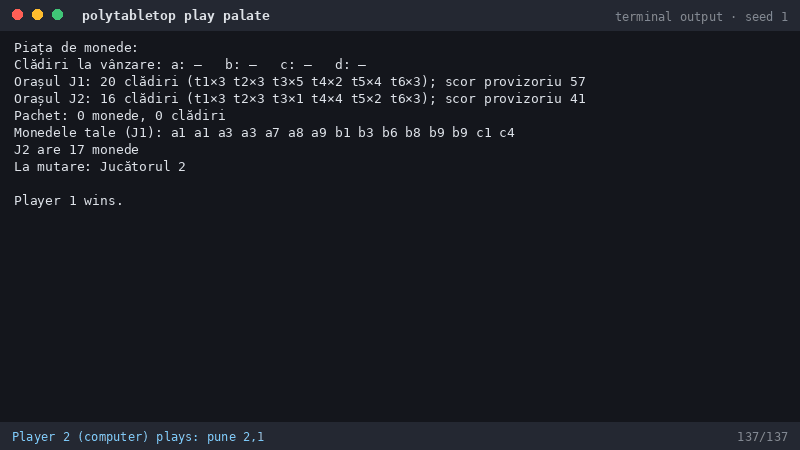 polytabletop play palate
terminal output · seed 1
Piața de monede:
Clădiri la vânzare: a: — b: — c: — d: —
Orașul J1: 20 clădiri (t1×3 t2×3 t3×5 t4×2 t5×4 t6×3); scor provizoriu 57
Orașul J2: 16 clădiri (t1×3 t2×3 t3×1 t4×4 t5×2 t6×3); scor provizoriu 41
Pachet: 0 monede, 0 clădiri
Monedele tale (J1): a1 a1 a3 a3 a7 a8 a9 b1 b3 b6 b8 b9 b9 c1 c4
J2 are 17 monede
La mutare: Jucătorul 2
Player 1 wins.
Player 2 (computer) plays: pune 2,1
137/137